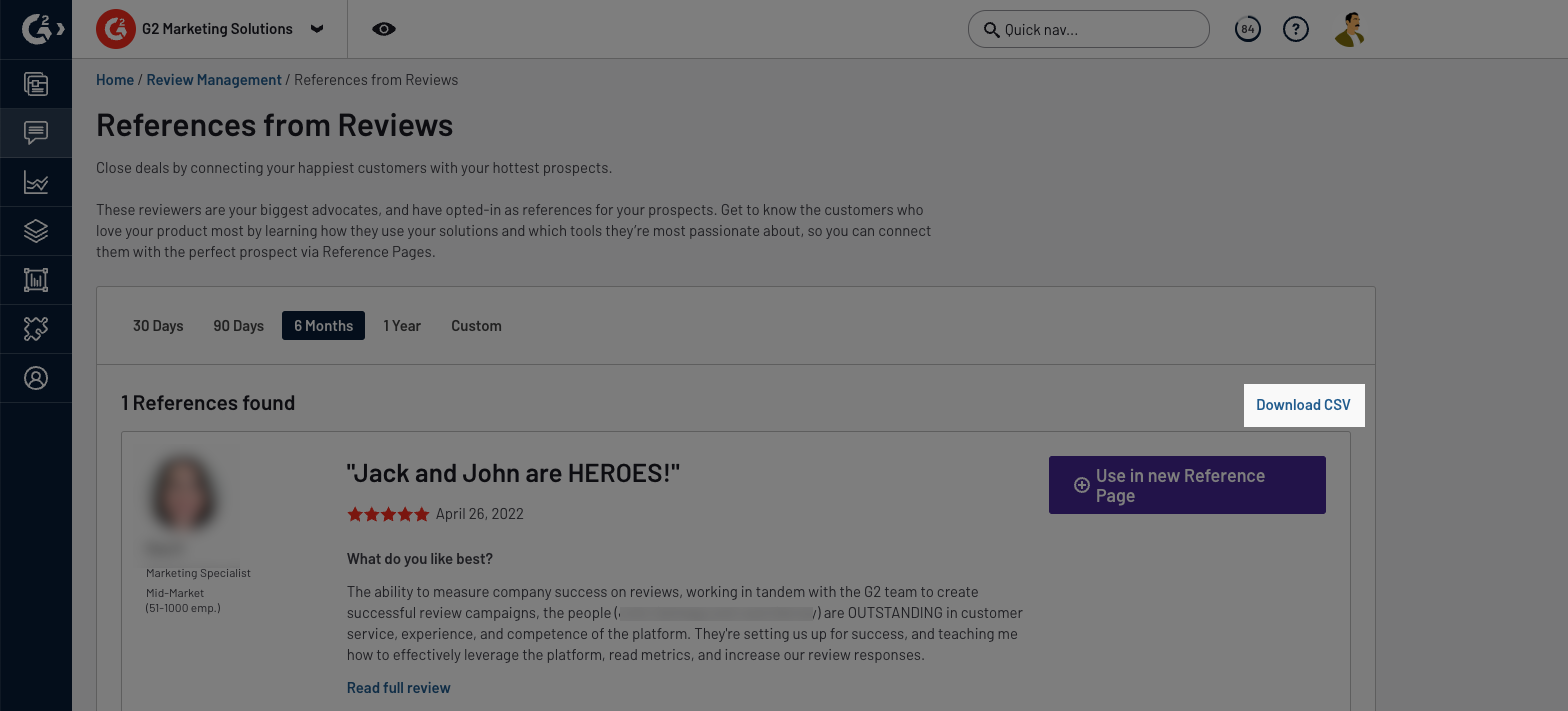 G2 Marketing Solutions
Quick nav...
84
?
Home / Review Management / References from Reviews
References from Reviews
Close deals by connecting your happiest customers with your hottest prospects.
These reviewers are your biggest advocates, and have opted-in as references for your prospects. Get to know the customers who
love your product most by learning how they use your solutions and which tools they're most passionate about, so you can connect
them with the perfect prospect via Reference Pages.
30 Days 90 Days 6 Months 1 Year Custom
1 References found
Download CSV
"Jack and John are HEROES!"
Use in new Reference
Page
April 26, 2022
Marketing Specialist
Mid-Market
(51-1000 emp.)
What do you like best?
The ability to measure company success on reviews, working in tandem with the G2 team to create
successful review campaigns, the people ( ) are OUTSTANDING in customer
service, experience, and competence of the platform. They're setting us up for success, and teaching me
how to effectively leverage the platform, read metrics, and increase our review responses.
Read full review